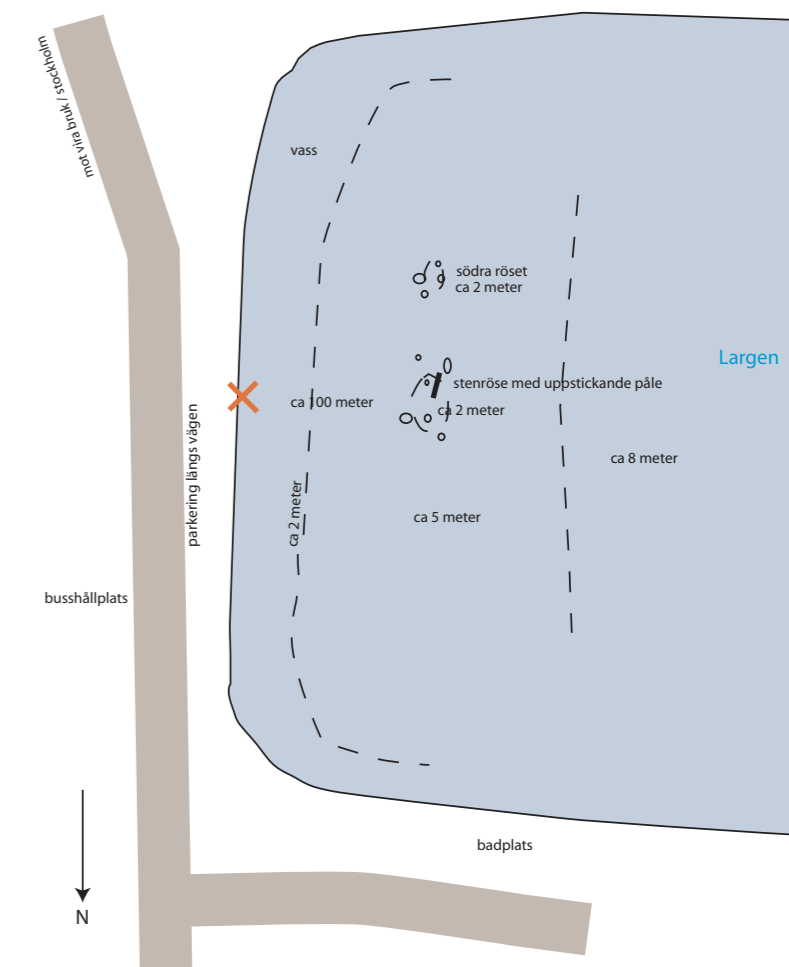 mot vira bruk / stockholm
vass
södra röset
ca 2 meter
Largen
stenröse med uppstickande påle
ca 100 meter
ca 2 meter
parkering längs vägen
ca 8 meter
ca 2 meter
ca 5 meter
busshållplats
badplats
N